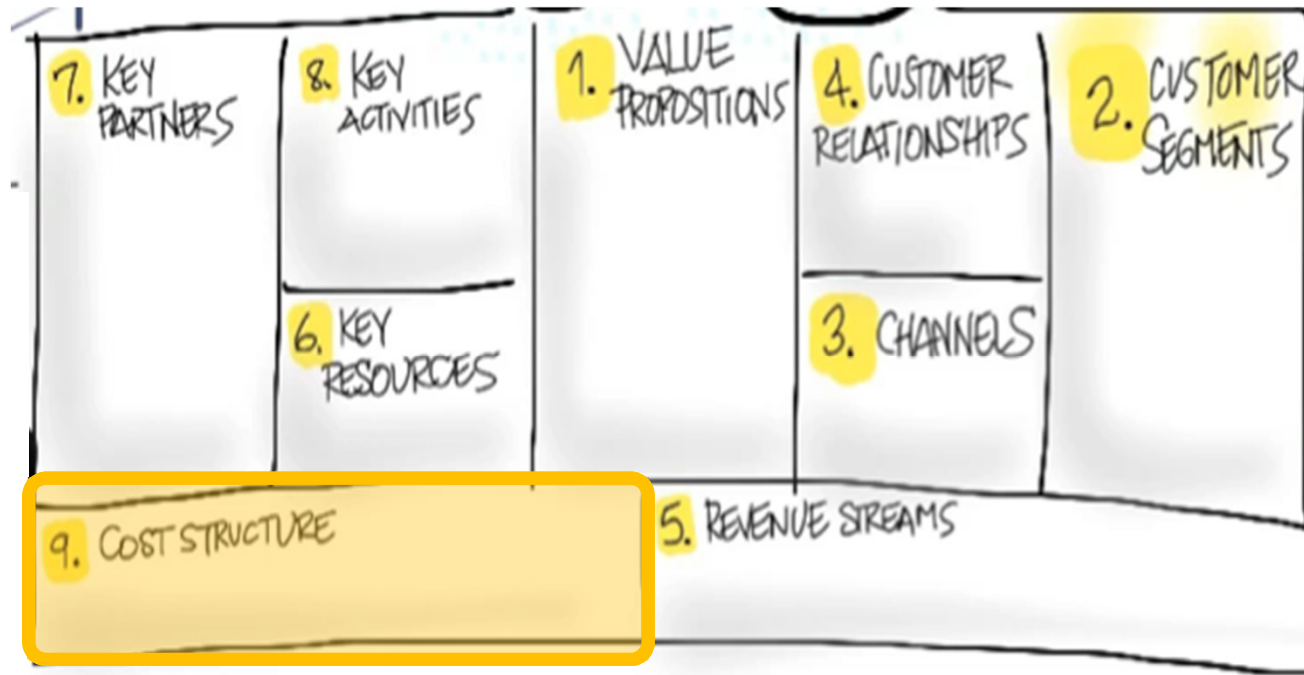 7. KEY
PARTNERS
8. KEY
ACTIVITIES
6. KEY
RESOURCES
1. VALUE
PROPOSITIONS
4. CUSTOMER
RELATIONSHIPS
3. CHANNELS
2. CUSTOMER
SEGMENTS
9. COST STRUCTURE
5. REVENUE STREAMS